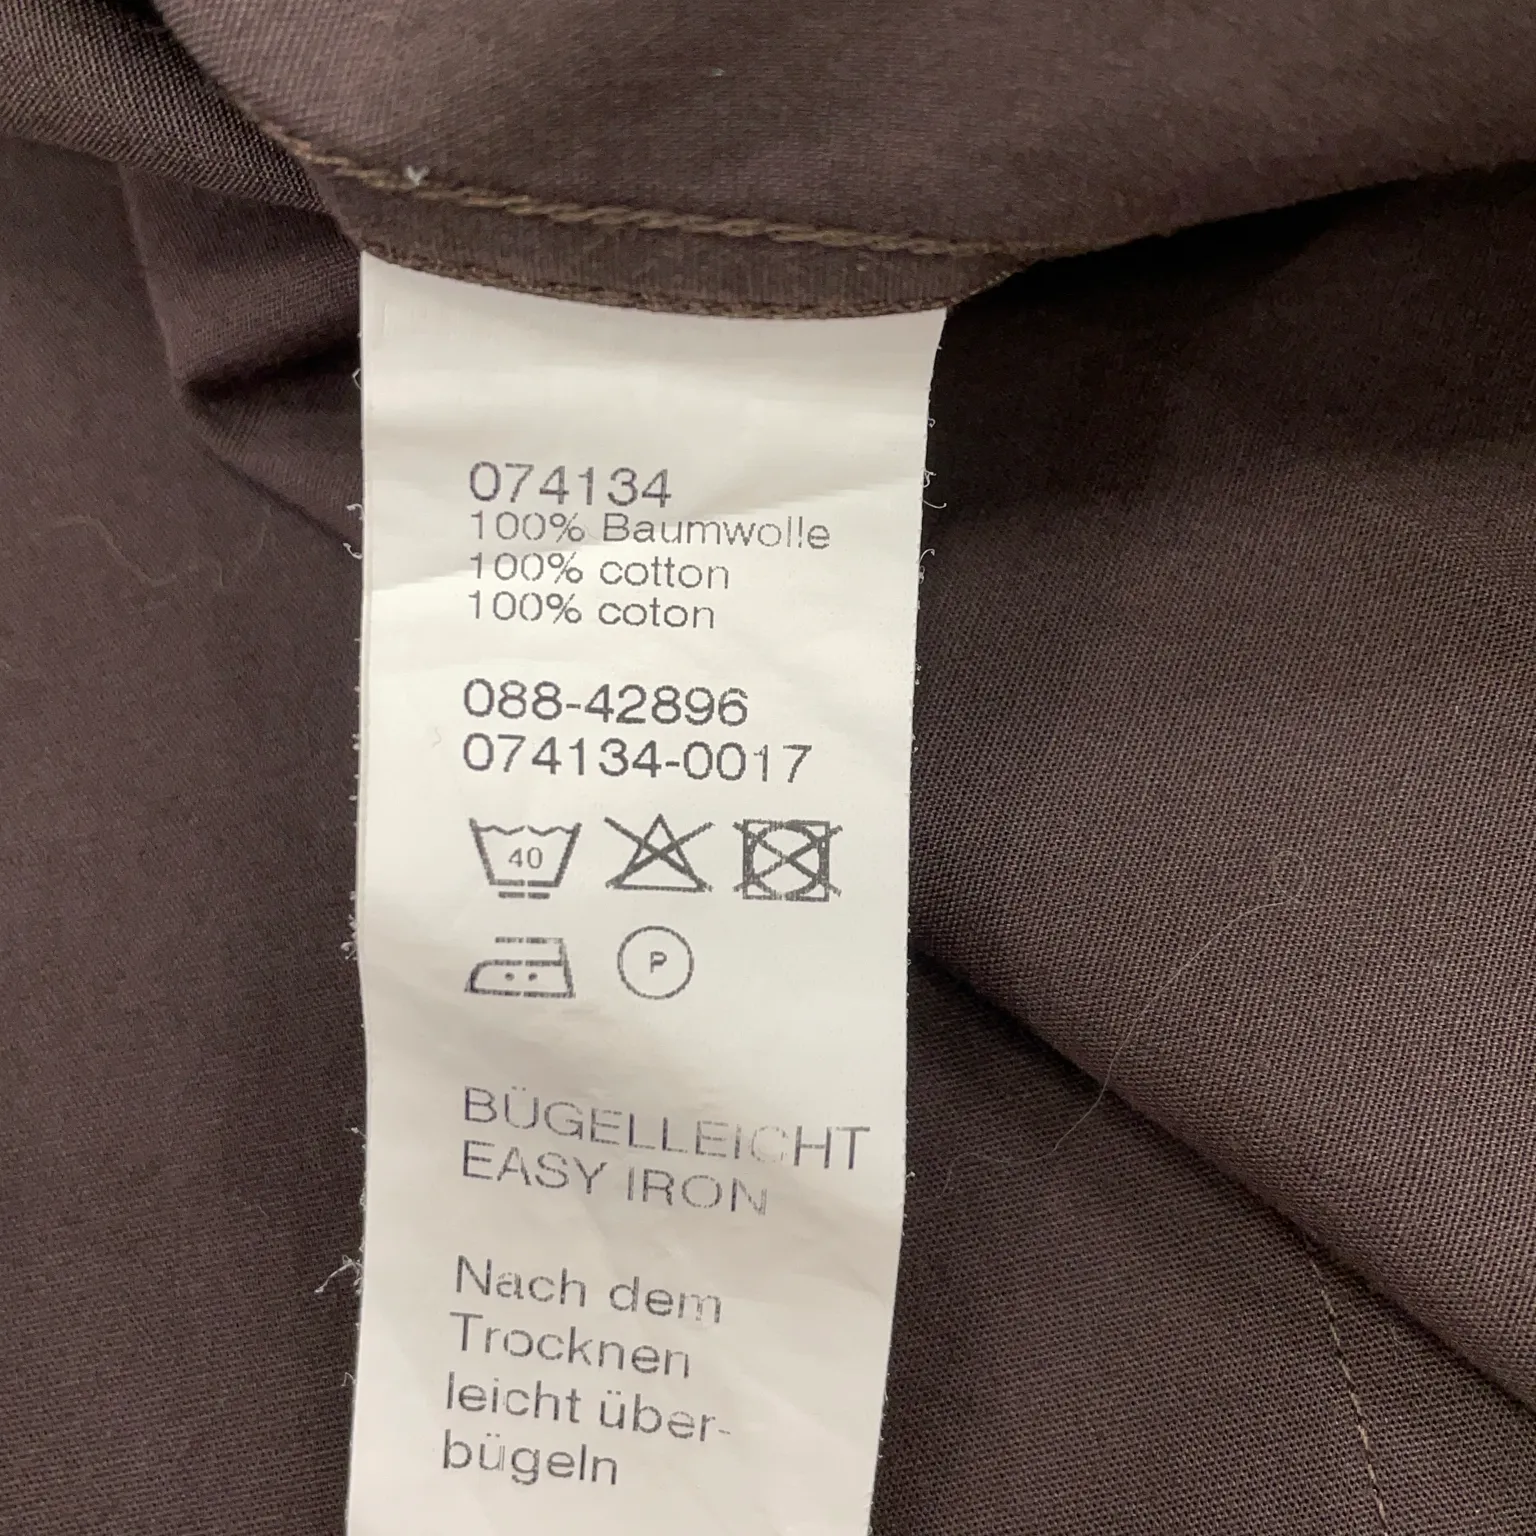 074134
100% Baumwolle
100% cotton
100% coton
088-42896
074134-0017
40
P
BÜGELLEICHT
EASY IRON
Nach dem
Trocknen
leicht über-
bügeln